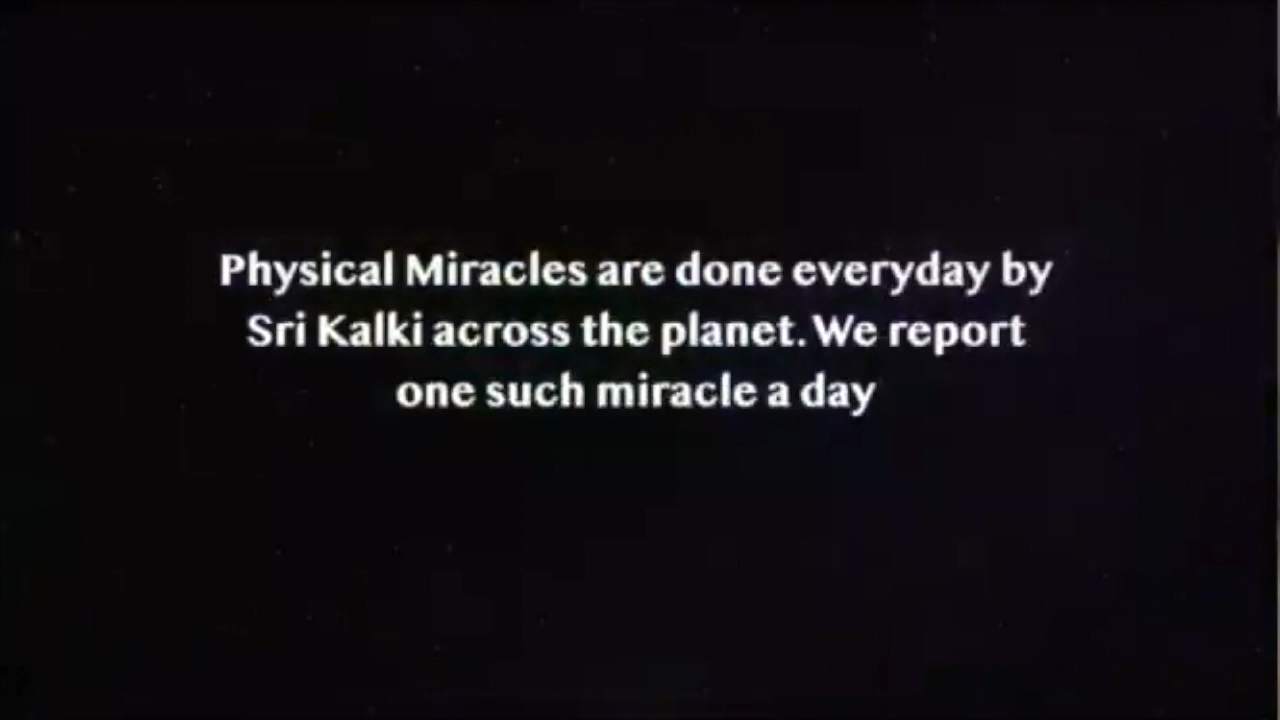 Physical Miracles are done everyday by
Sri Kalki across the planet. We report
one such miracle a day